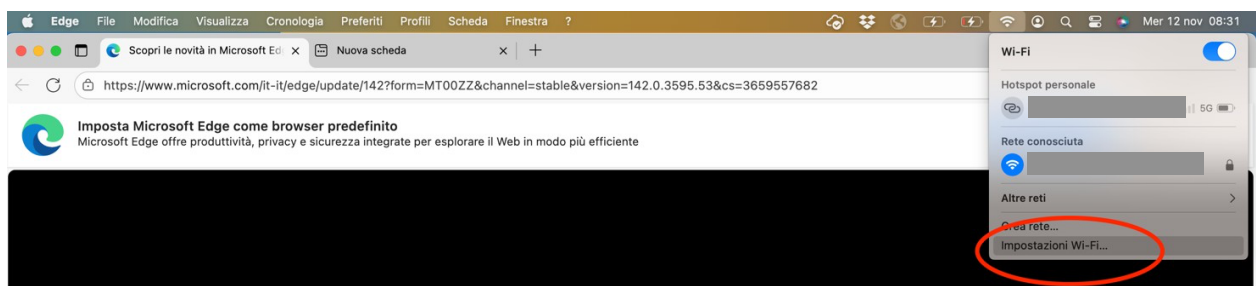 Edge File Modifica Visualizza Cronologia Preferiti Profili Scheda Finestra ? Mer 12 nov 08:31
Scopri le novità in Microsoft Ed Nuova scheda
https://www.microsoft.com/it-it/edge/update/142?form=MT00ZZ&channel=stable&version=142.0.3595.53&cs=3659557682
Imposta Microsoft Edge come browser predefinito
Microsoft Edge offre produttività, privacy e sicurezza integrate per esplorare il Web in modo più efficiente
Wi-Fi
Hotspot personale
5G
Rete conosciuta
Altre reti
Crea rete...
Impostazioni Wi-Fi...